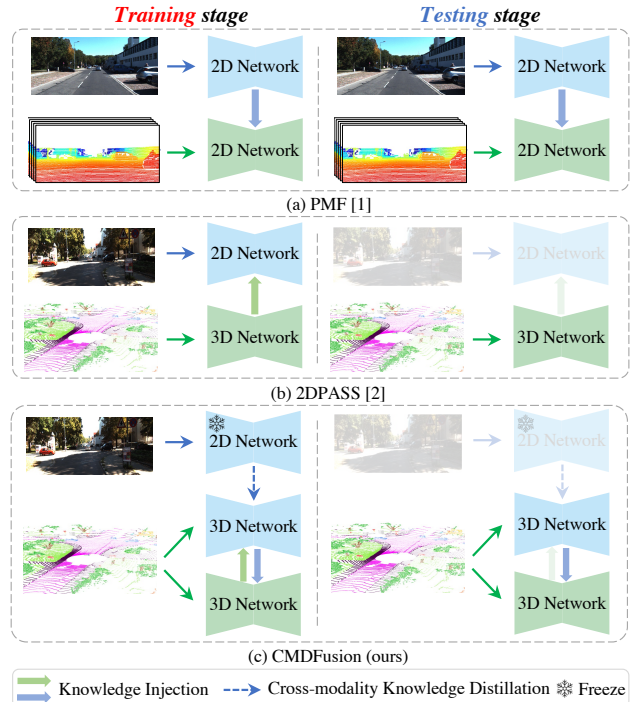 Training stage
Testing stage
2D Network
2D Network
2D Network
2D Network
(a) PMF [1]
2D Network
2D Network
3D Network
3D Network
(b) 2DPASS [2]
2D Network
2D Network
3D Network
3D Network
3D Network
3D Network
(c) CMDFusion (ours)
Knowledge Injection
Cross-modality Knowledge Distillation
Freeze